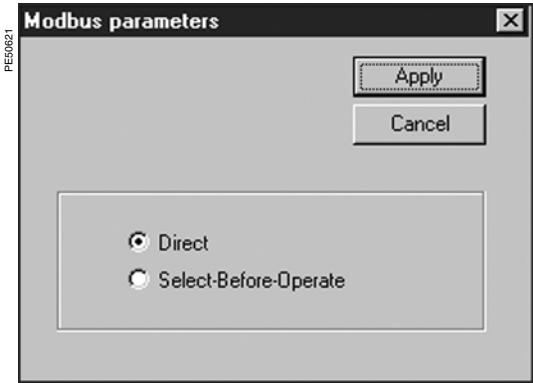 PE50621
Modbus parameters
Apply
Cancel
Direct
Select-Before-Operate